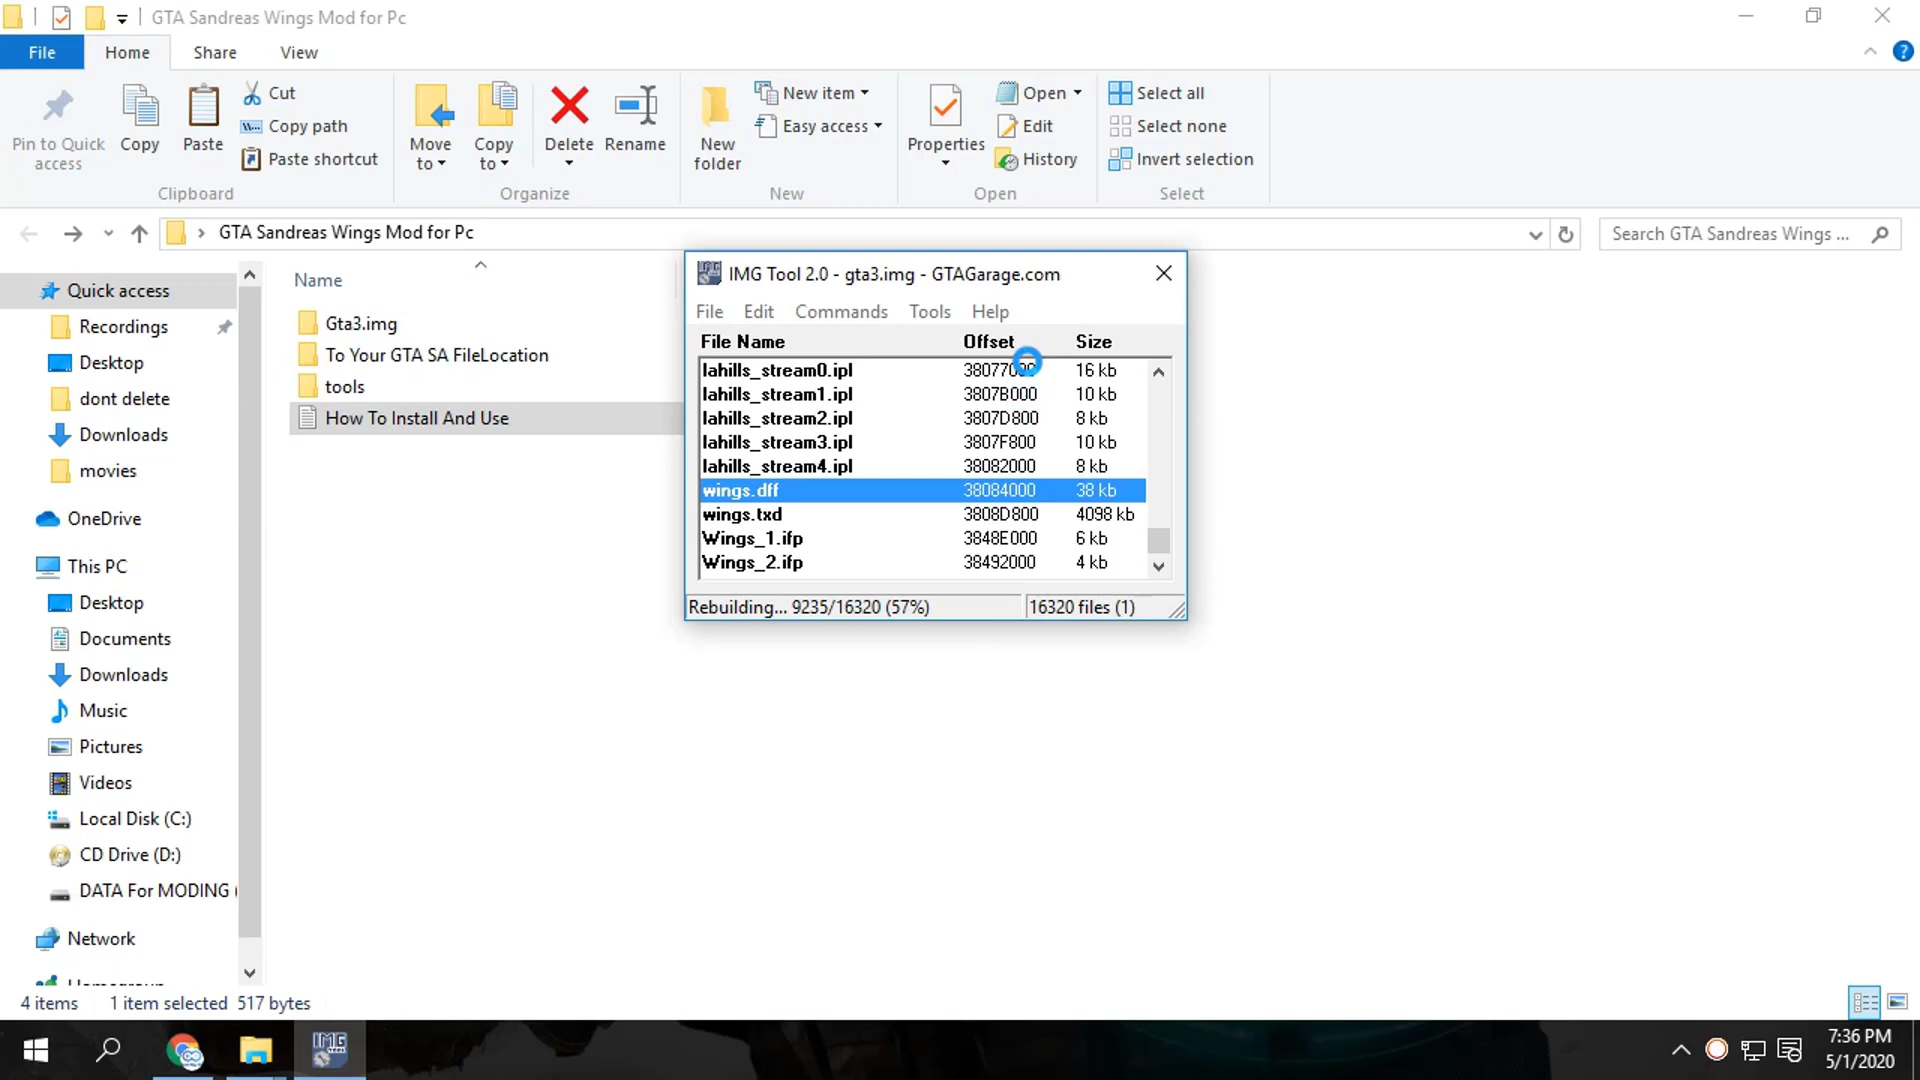 GTA Sandreas Wings Mod for Pc
File Home Share View
Pin to Quick access
Copy
Paste
Cut
Copy path
Paste shortcut
Clipboard
Move to
Copy to
Delete
Rename
Organize
New folder
New item
Easy access
New
Properties
Open
Edit
History
Open
Select all
Select none
Invert selection
Select
GTA Sandreas Wings Mod for Pc
Search GTA Sandreas Wings ...
Quick access
Recordings
Desktop
dont delete
Downloads
movies
OneDrive
This PC
Desktop
Documents
Downloads
Music
Pictures
Videos
Local Disk (C:)
CD Drive (D:)
DATA For MODING (
Network
Name
Gta3.img
To Your GTA SA FileLocation
tools
How To Install And Use
IMG Tool 2.0 - gta3.img - GTAGarage.com
File Edit Commands Tools Help
File Name Offset Size
lahills_stream0.ipl 16 kb
lahills_stream1.ipl 3807B000 10 kb
lahills_stream2.ipl 3807D800 8 kb
lahills_stream3.ipl 3807F800 10 kb
lahills_stream4.ipl 38082000 8 kb
wings.dff 38084000 38 kb
wings.txd 3808D800 4098 kb
Wings_1.ifp 3848E000 6 kb
Wings_2.ifp 38492000 4 kb
Rebuilding... 9235/16320 (57%) 16320 files (1)
4 items 1 item selected 517 bytes
IMG
7:36 PM
5/1/2020